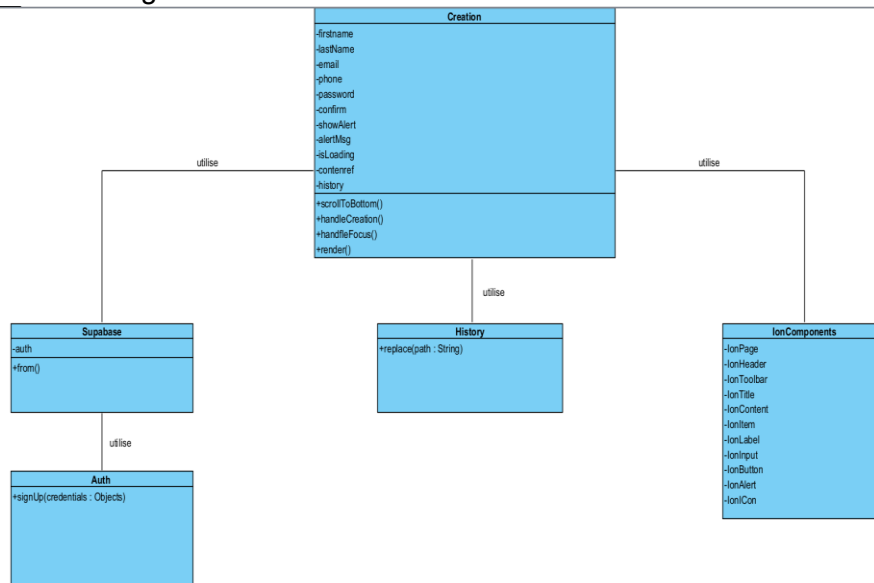 Creation
-firstname
-lastName
-email
-phone
-password
-confirm
-showAlert
-alertMsg
-isLoading
-contenref
-history
+scrollToBottom()
+handleCreation()
+handfleFocus()
+render()
utilise
utilise
utilise
Supabase
-auth
+from()
History
+replace(path : String)
IonComponents
-IonPage
-IonHeader
-IonToolbar
-IonTitle
-IonContent
-IonItem
-IonLabel
-IonInput
-IonButton
-IonAlert
-IonICon
utilise
Auth
+signUp(credentials : Objects)